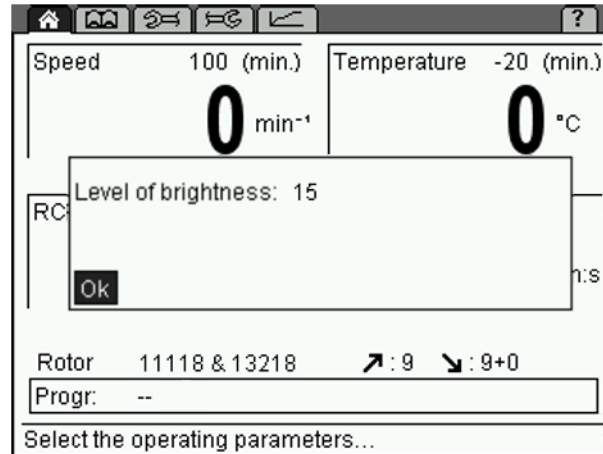 ?
Speed 100 (min.)
0 min⁻¹
Temperature -20 (min.)
0 °C
Level of brightness: 15
RC
n:s
Ok
Rotor 11118 & 13218 : 9 : 9+0
Progr: --
Select the operating parameters...